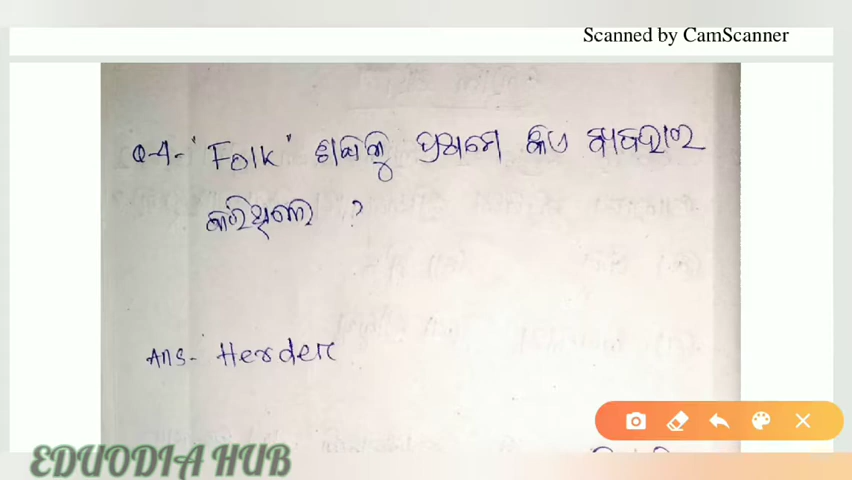 Scanned by CamScanner
Q-4- "Folk" ଶବ୍ଦକୁ ପ୍ରଥମେ କିଏ ବ୍ୟବହାର
କରିଥିଲେ ?
Ans- Herder
EDUODIA HUB